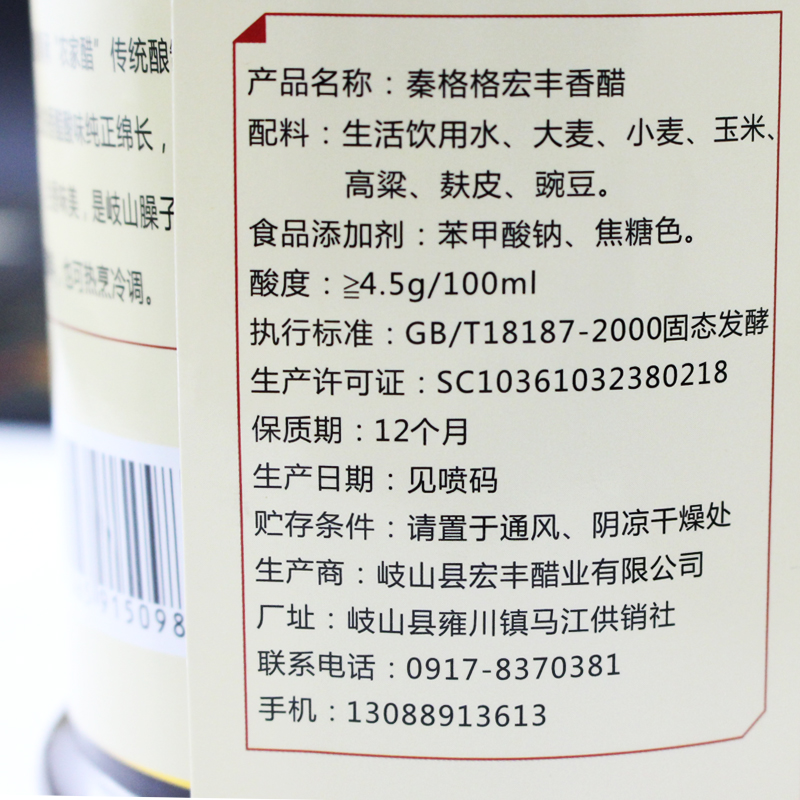 "农家醋"传统酿
味纯正绵长，
是岐山臊子
也可热烹冷调。
产品名称：秦格格宏丰香醋
配料：生活饮用水、大麦、小麦、玉米、
高粱、麸皮、豌豆。
食品添加剂：苯甲酸钠、焦糖色。
酸度：≧4.5g/100ml
执行标准：GB/T18187-2000固态发酵
生产许可证：SC10361032380218
保质期：12个月
生产日期：见喷码
贮存条件：请置于通风、阴凉干燥处
生产商：岐山县宏丰醋业有限公司
厂址：岐山县雍川镇马江供销社
联系电话：0917-8370381
手机：13088913613
915098